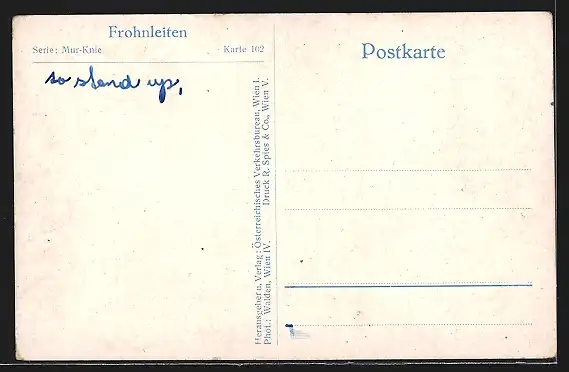 Frohnleiten
Serie: Mur-Knie Karte 102
so stand up,
Postkarte
Herausgeber u. Verlag: Österreichisches Verkehrsbureau, Wien I.
Phot.: Walden, Wien IV. Druck R. Spies & Co., Wien V.